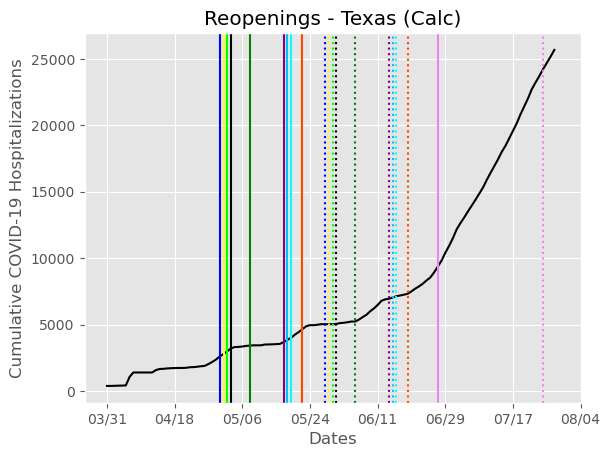 Reopenings - Texas (Calc)
Cumulative COVID-19 Hospitalizations
25000
20000
15000
10000
5000
0
03/31 04/18 05/06 05/24 06/11 06/29 07/17 08/04
Dates